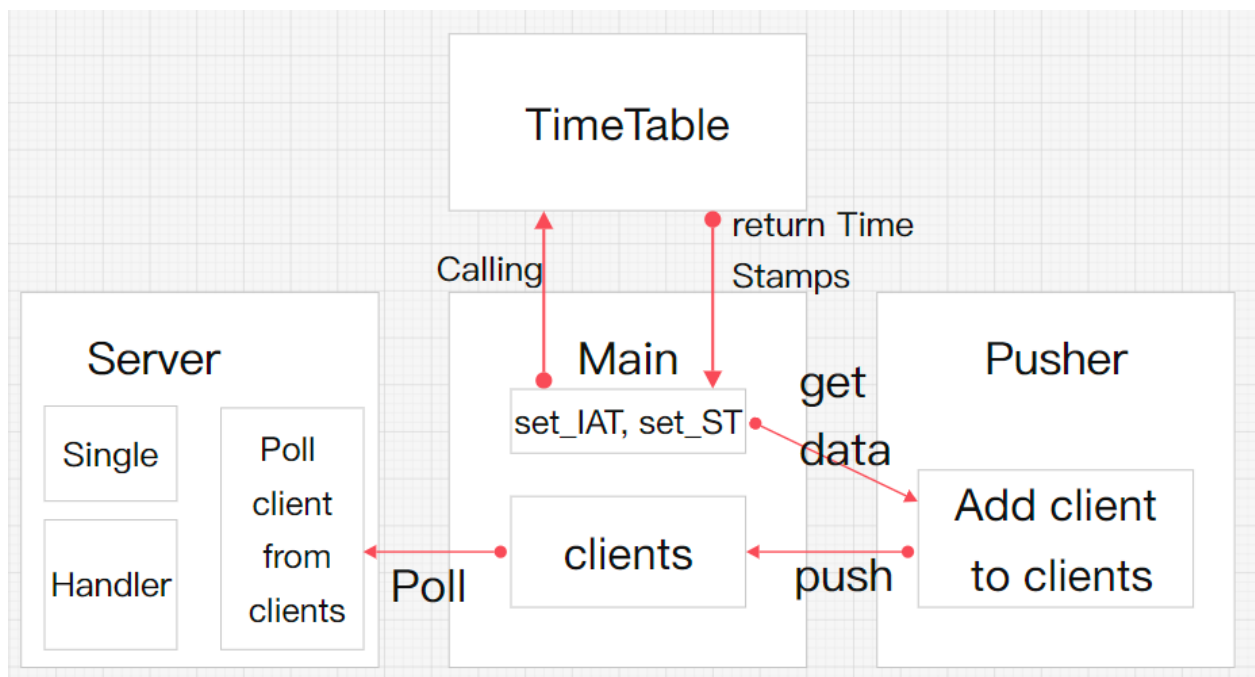 TimeTable
return Time
Stamps
Calling
Server
Single
Handler
Poll
client
from
clients
Poll
Main
set_IAT, set_ST
clients
get
data
push
Pusher
Add client
to clients